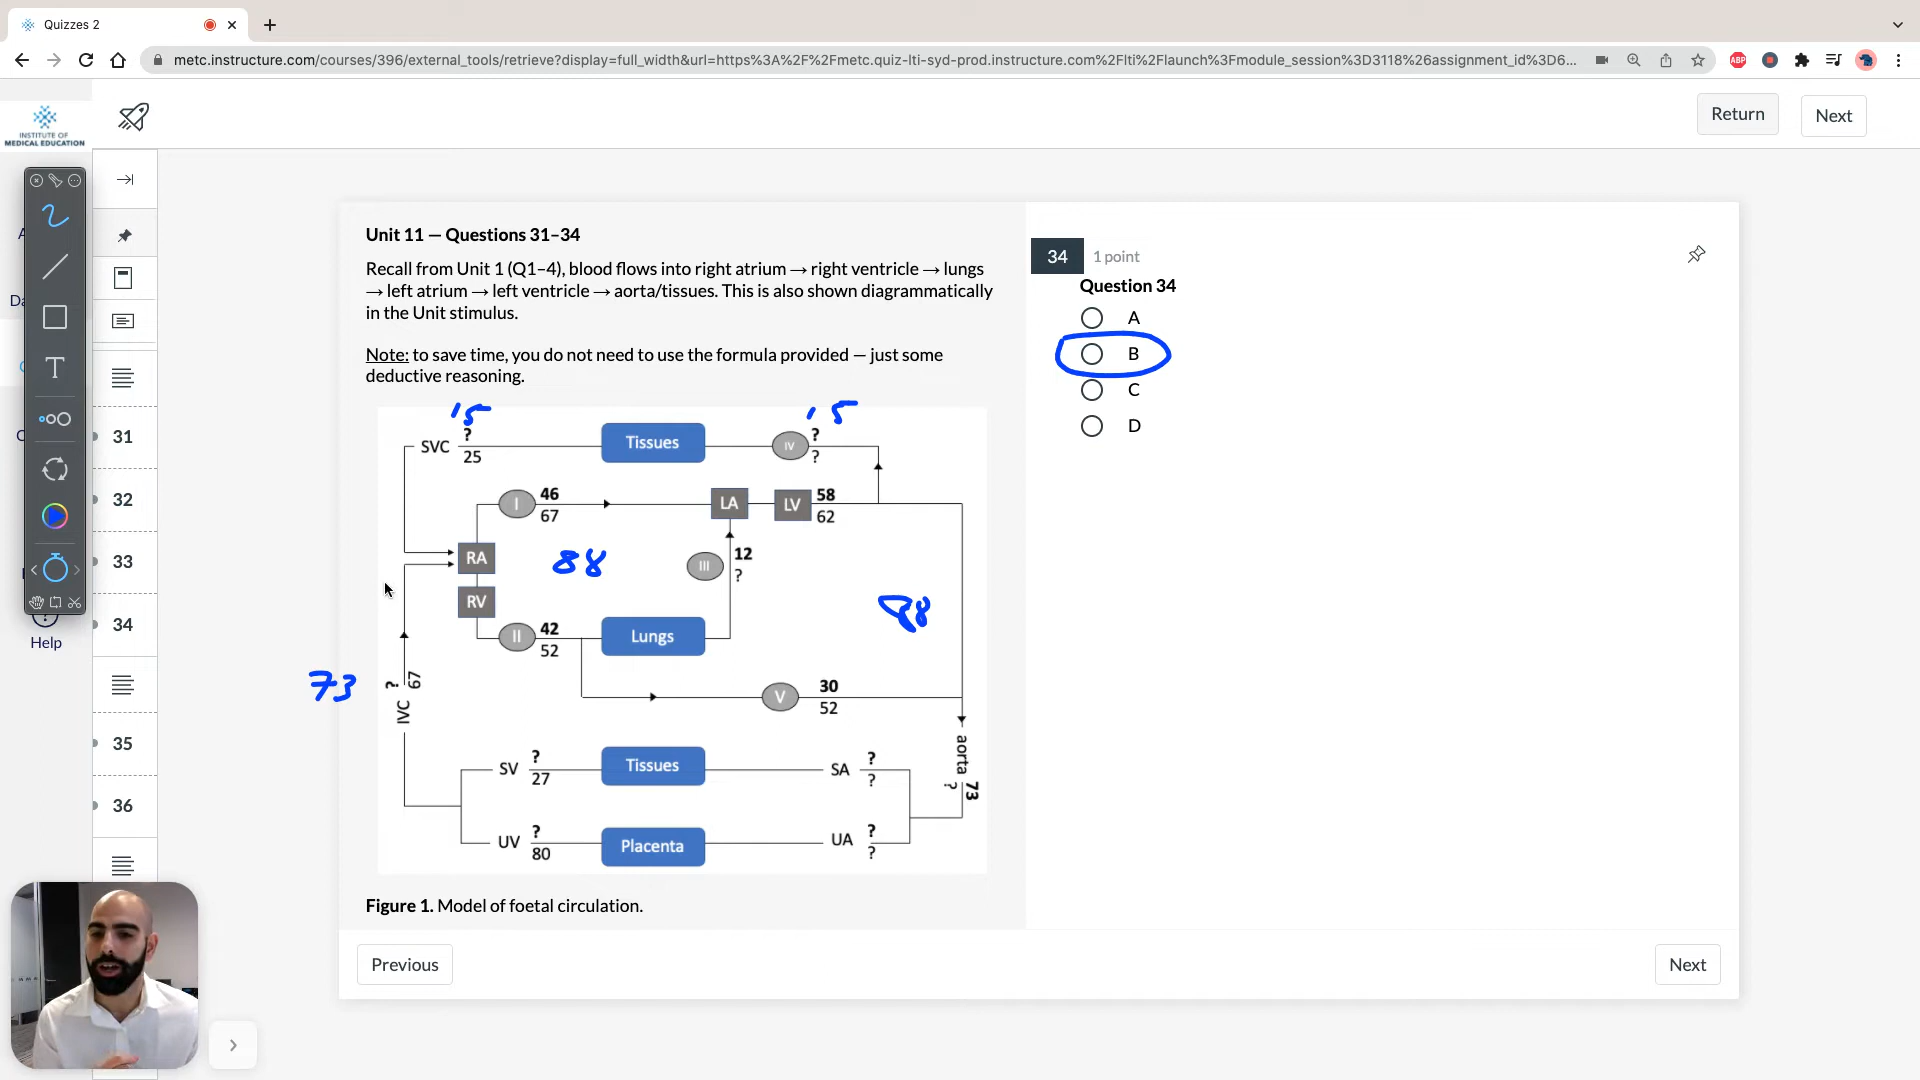 Quizzes 2
metc.instructure.com/courses/396/external_tools/retrieve?display=full_width&url=https%3A%2F%2Fmetc.quiz-lti-syd-prod.instructure.com%2Flti%2Flaunch%3Fmodule_session%3D3118%26assignment_id%3D6...
ABP
INSTITUTE OF
MEDICAL EDUCATION
Return
Next
Unit 11 — Questions 31–34
Recall from Unit 1 (Q1–4), blood flows into right atrium → right ventricle → lungs
→ left atrium → left ventricle → aorta/tissues. This is also shown diagrammatically
in the Unit stimulus.
Note: to save time, you do not need to use the formula provided — just some
deductive reasoning.
34
1 point
Question 34
A
B
C
D
15
15
SVC ? 25
Tissues
IV ? ?
I 46 67
LA
LV 58 62
RA
88
III 12 ?
RV
88
II 42 52
Lungs
73
IVC ? 67
V 30 52
aorta 73 ?
SV ? 27
Tissues
SA ? ?
UV ? 80
Placenta
UA ? ?
Figure 1. Model of foetal circulation.
Previous
Next
T
31
32
33
34
35
36
Help